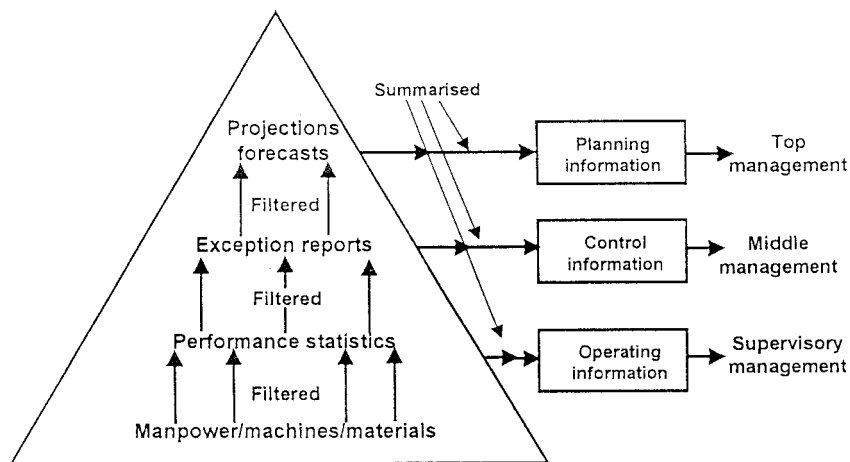 Summarised
Projections
forecasts
Filtered
Exception reports
Filtered
Performance statistics
Filtered
Manpower/machines/materials
Planning
information
Top
management
Control
information
Middle
management
Operating
information
Supervisory
management